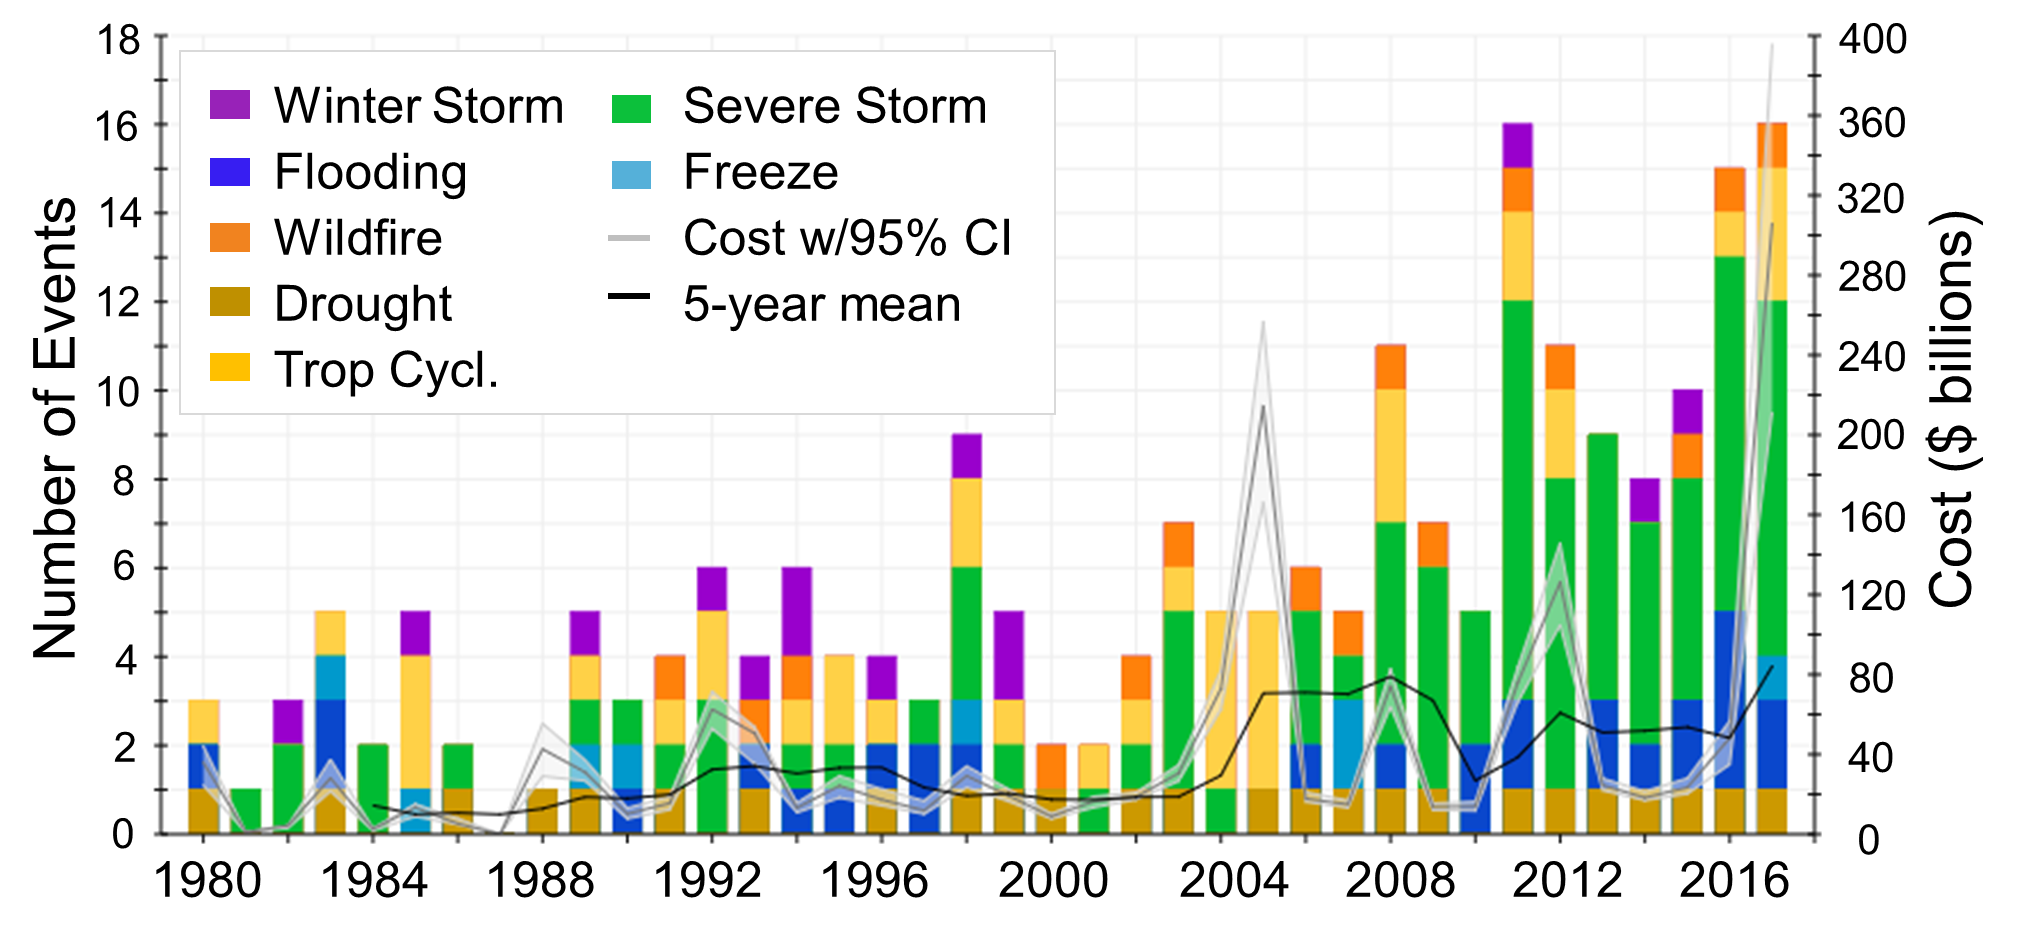 Number of Events
18
16
14
12
10
8
6
4
2
0
Winter Storm
Flooding
Wildfire
Drought
Trop Cycl.
Severe Storm
Freeze
Cost w/95% CI
5-year mean
400
360
320
280
240
200
160
120
80
40
0
Cost ($ billions)
1980 1984 1988 1992 1996 2000 2004 2008 2012 2016